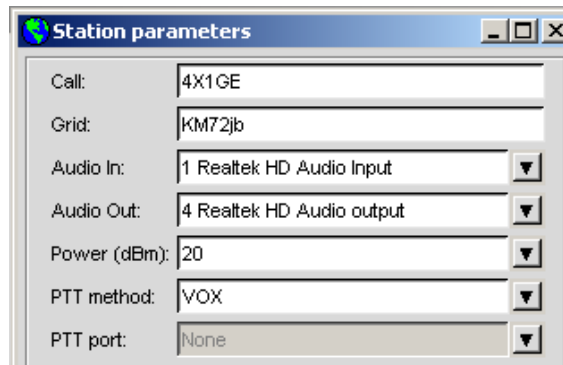 Station parameters
Call: 4X1GE
Grid: KM72jb
Audio In: 1 Realtek HD Audio Input
Audio Out: 4 Realtek HD Audio output
Power (dBm): 20
PTT method: VOX
PTT port: None